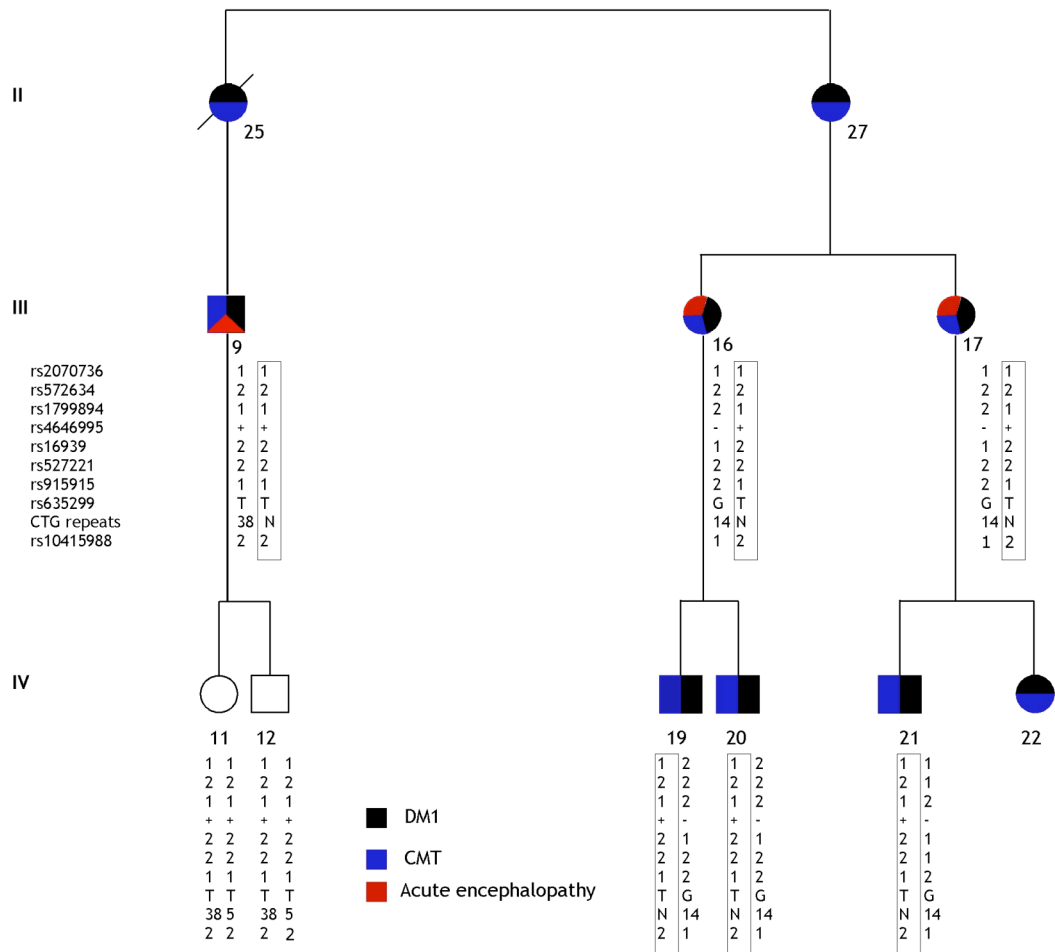 II
25
27
III
9
16
17
rs2070736 1 1 1 1 1 1
rs572634 2 2 2 2 2 2
rs1799894 1 1 2 1 2 1
rs4646995 + + - + - +
rs16939 2 2 1 2 1 2
rs527221 2 2 2 2 2 2
rs915915 1 1 2 1 2 1
rs635299 T T G T G T
CTG repeats 38 N 14 N 14 N
rs10415988 2 2 1 2 1 2
IV
11 12 19 20 21 22
1 1 1 1 1 2 1 2 1 1
2 2 2 2 2 2 2 2 2 1
1 1 1 1 1 2 1 2 1 2
+ + + + + - + - + -
2 2 2 2 2 1 2 1 2 1
2 2 2 2 2 2 2 2 2 1
1 1 1 1 1 2 1 2 1 2
T T T T T G T G T G
38 5 38 5 N 14 N 14 N 14
2 2 2 2 2 1 2 1 2 1
DM1
CMT
Acute encephalopathy